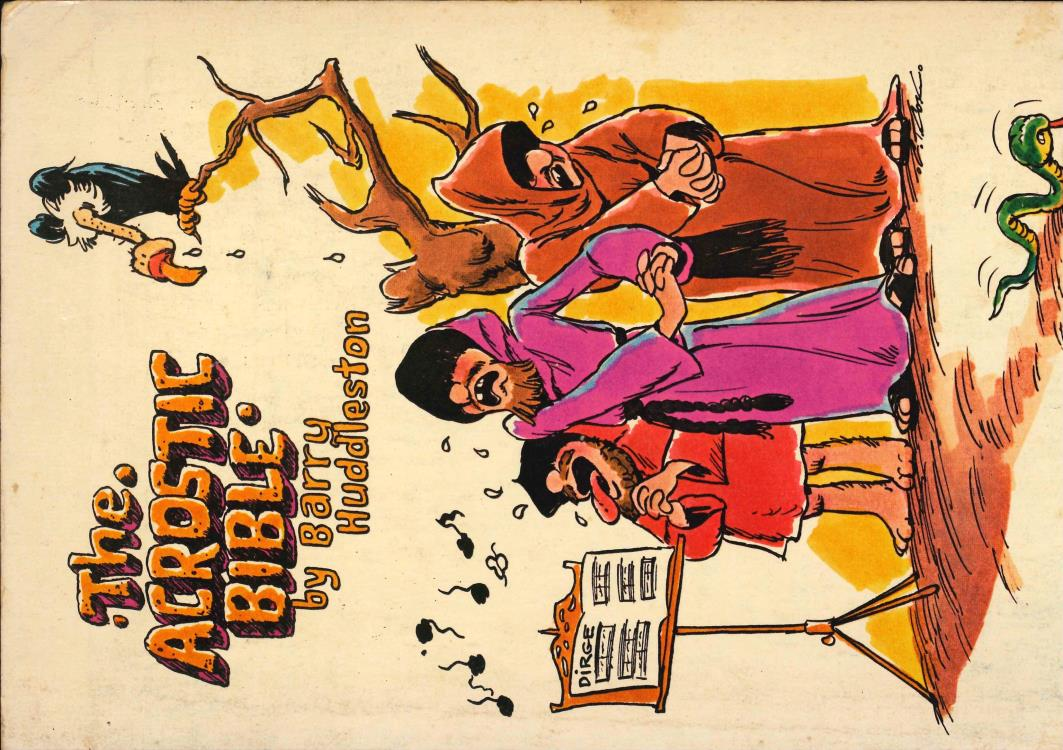 The.
ACROSTIC
BIBLE.
by Barry
Huddleston
DIRGE